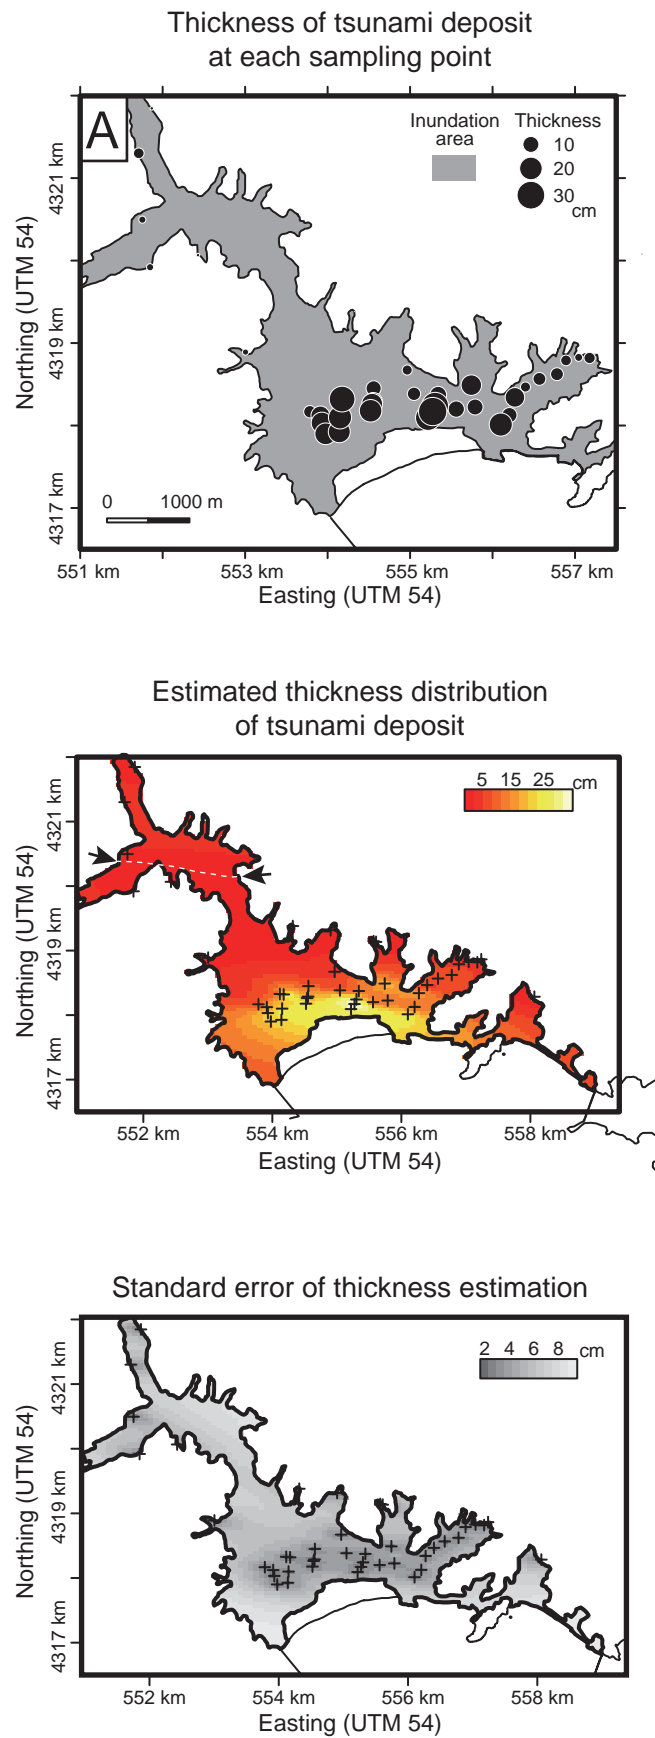 Thickness of tsunami deposit
at each sampling point
A
Inundation
area
Thickness
10
20
30
cm
4321 km
4319 km
4317 km
Northing (UTM 54)
0 1000 m
551 km 553 km 555 km 557 km
Easting (UTM 54)
Estimated thickness distribution
of tsunami deposit
5 15 25 cm
4321 km
4319 km
4317 km
Northing (UTM 54)
552 km 554 km 556 km 558 km
Easting (UTM 54)
Standard error of thickness estimation
2 4 6 8 cm
4321 km
4319 km
4317 km
Northing (UTM 54)
552 km 554 km 556 km 558 km
Easting (UTM 54)